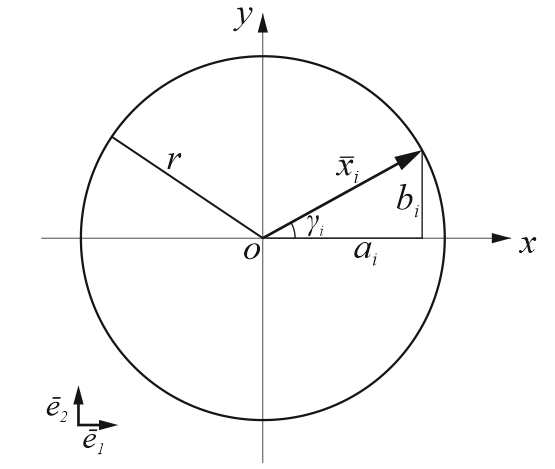 y
r
x̄ᵢ
bᵢ
γᵢ
o
aᵢ
x
ē₂
ē₁